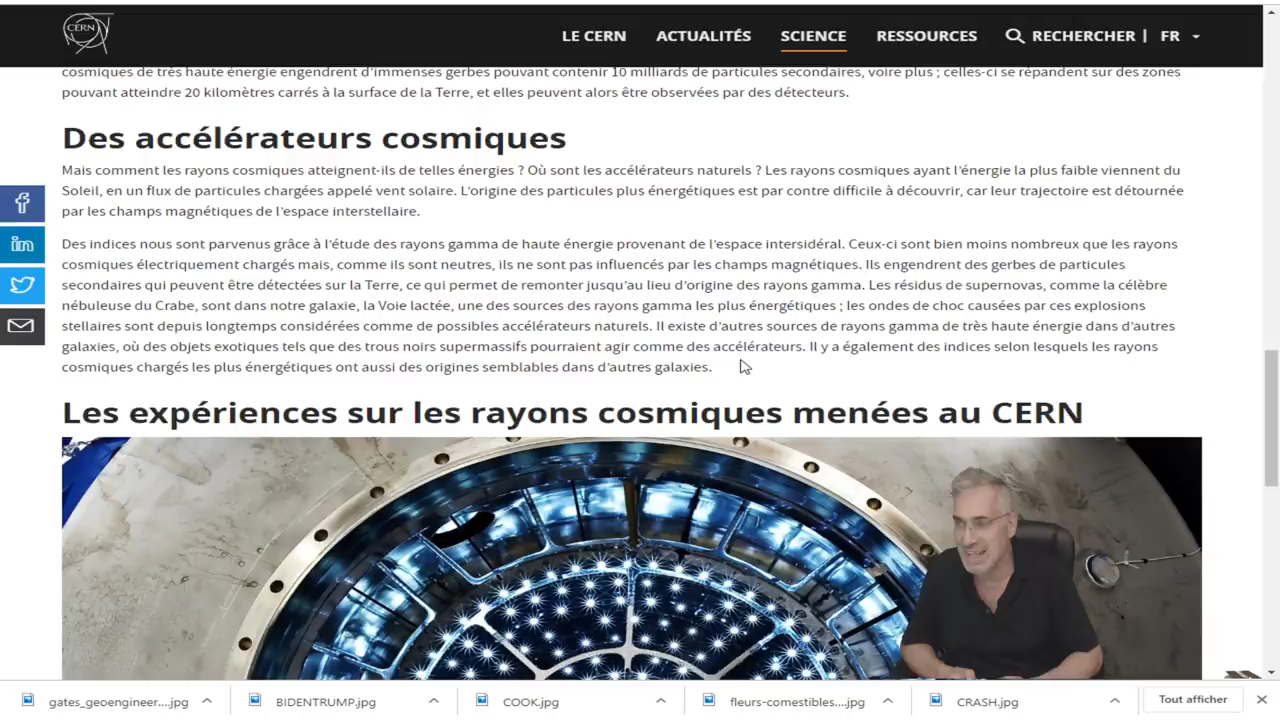 CERN
LE CERN
ACTUALITÉS
SCIENCE
RESSOURCES
RECHERCHER |
FR
cosmiques de très haute énergie engendrent d'immenses gerbes pouvant contenir 10 milliards de particules secondaires, voire plus ; celles-ci se répandent sur des zones
pouvant atteindre 20 kilomètres carrés à la surface de la Terre, et elles peuvent alors être observées par des détecteurs.
Des accélérateurs cosmiques
Mais comment les rayons cosmiques atteignent-ils de telles énergies ? Où sont les accélérateurs naturels ? Les rayons cosmiques ayant l'énergie la plus faible viennent du
Soleil, en un flux de particules chargées appelé vent solaire. L'origine des particules plus énergétiques est par contre difficile à découvrir, car leur trajectoire est détournée
par les champs magnétiques de l'espace interstellaire.
Des indices nous sont parvenus grâce à l'étude des rayons gamma de haute énergie provenant de l'espace intersidéral. Ceux-ci sont bien moins nombreux que les rayons
cosmiques électriquement chargés mais, comme ils sont neutres, ils ne sont pas influencés par les champs magnétiques. Ils engendrent des gerbes de particules
secondaires qui peuvent être détectées sur la Terre, ce qui permet de remonter jusqu'au lieu d'origine des rayons gamma. Les résidus de supernovas, comme la célèbre
nébuleuse du Crabe, sont dans notre galaxie, la Voie lactée, une des sources des rayons gamma les plus énergétiques ; les ondes de choc causées par ces explosions
stellaires sont depuis longtemps considérées comme de possibles accélérateurs naturels. Il existe d'autres sources de rayons gamma de très haute énergie dans d'autres
galaxies, où des objets exotiques tels que des trous noirs supermassifs pourraient agir comme des accélérateurs. Il y a également des indices selon lesquels les rayons
cosmiques chargés les plus énergétiques ont aussi des origines semblables dans d'autres galaxies.
Les expériences sur les rayons cosmiques menées au CERN
gates_geoengineer....jpg
BIDENTRUMP.jpg
COOK.jpg
fleurs-comestibles....jpg
CRASH.jpg
Tout afficher